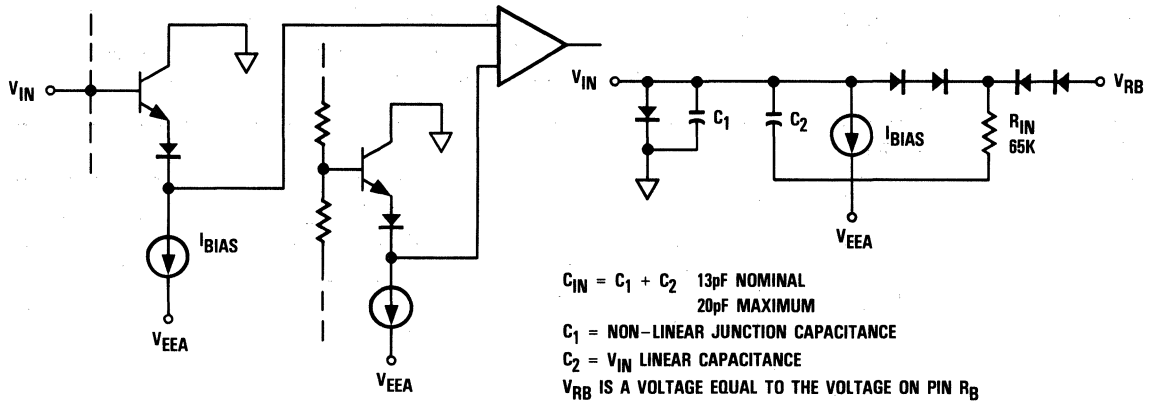 V_IN
I_BIAS
V_EEA
V_EEA
V_IN
C_1
C_2
I_BIAS
R_IN
65K
V_RB
V_EEA
C_IN = C_1 + C_2 13pF NOMINAL
20pF MAXIMUM
C_1 = NON-LINEAR JUNCTION CAPACITANCE
C_2 = V_IN LINEAR CAPACITANCE
V_RB IS A VOLTAGE EQUAL TO THE VOLTAGE ON PIN R_B